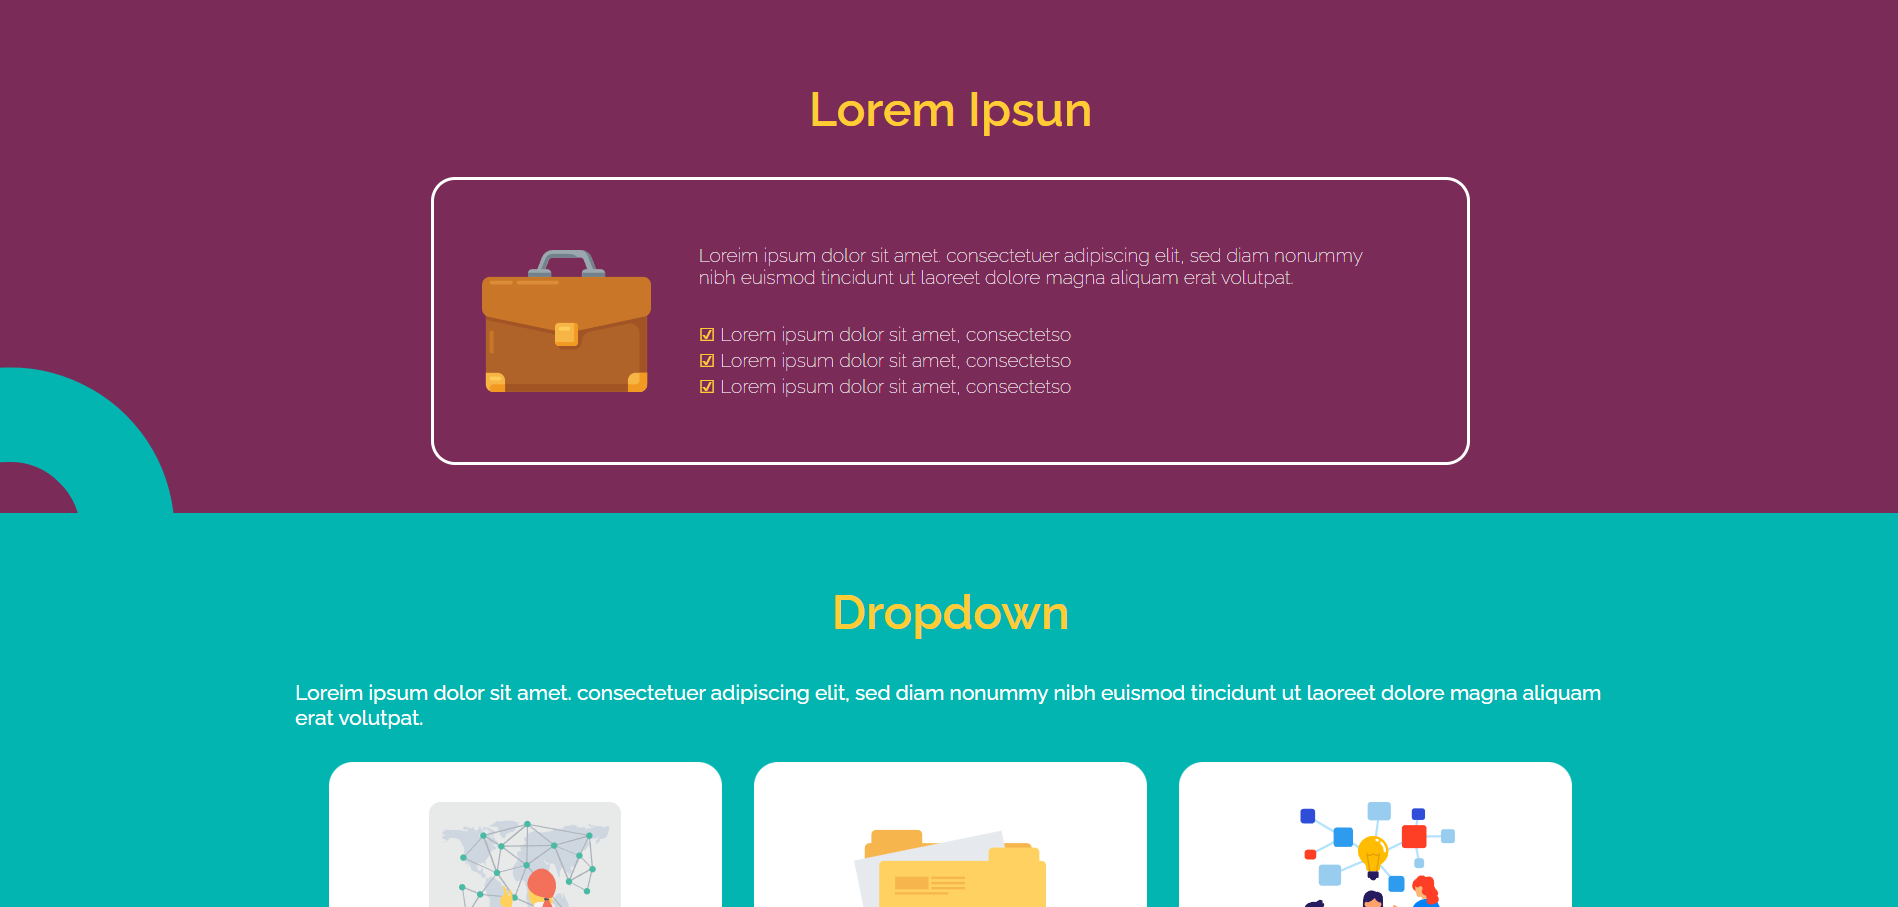 Lorem Ipsun
Loreim ipsum dolor sit amet. consectetuer adipiscing elit, sed diam nonummy
nibh euismod tincidunt ut laoreet dolore magna aliquam erat volutpat.
☑ Lorem ipsum dolor sit amet, consectetso
☑ Lorem ipsum dolor sit amet, consectetso
☑ Lorem ipsum dolor sit amet, consectetso
Dropdown
Loreim ipsum dolor sit amet. consectetuer adipiscing elit, sed diam nonummy nibh euismod tincidunt ut laoreet dolore magna aliquam
erat volutpat.